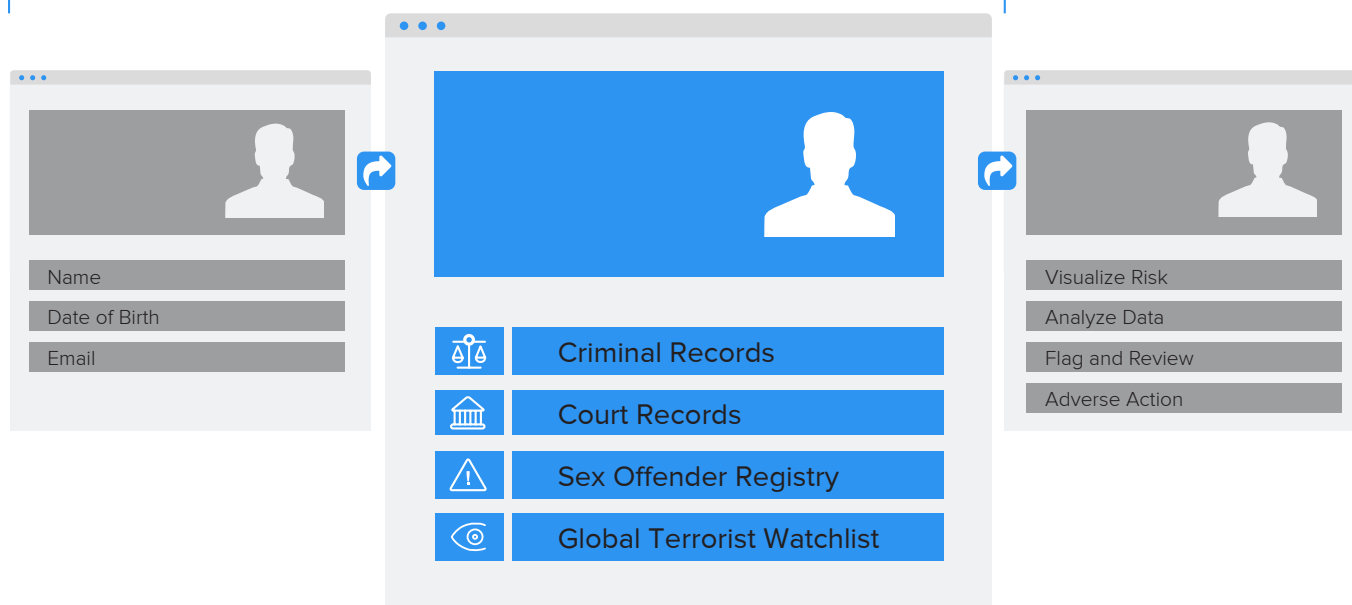 Name
Date of Birth
Email
Criminal Records
Court Records
Sex Offender Registry
Global Terrorist Watchlist
Visualize Risk
Analyze Data
Flag and Review
Adverse Action